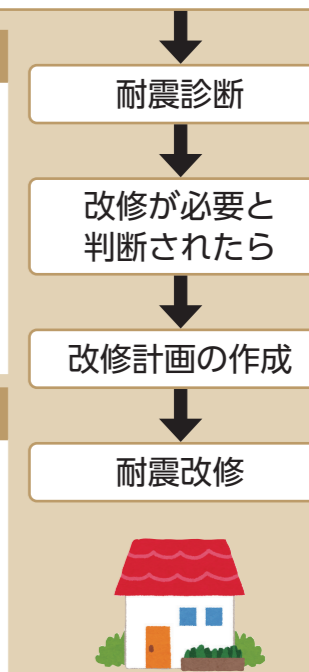 耐震診断
改修が必要と
判断されたら
改修計画の作成
耐震改修